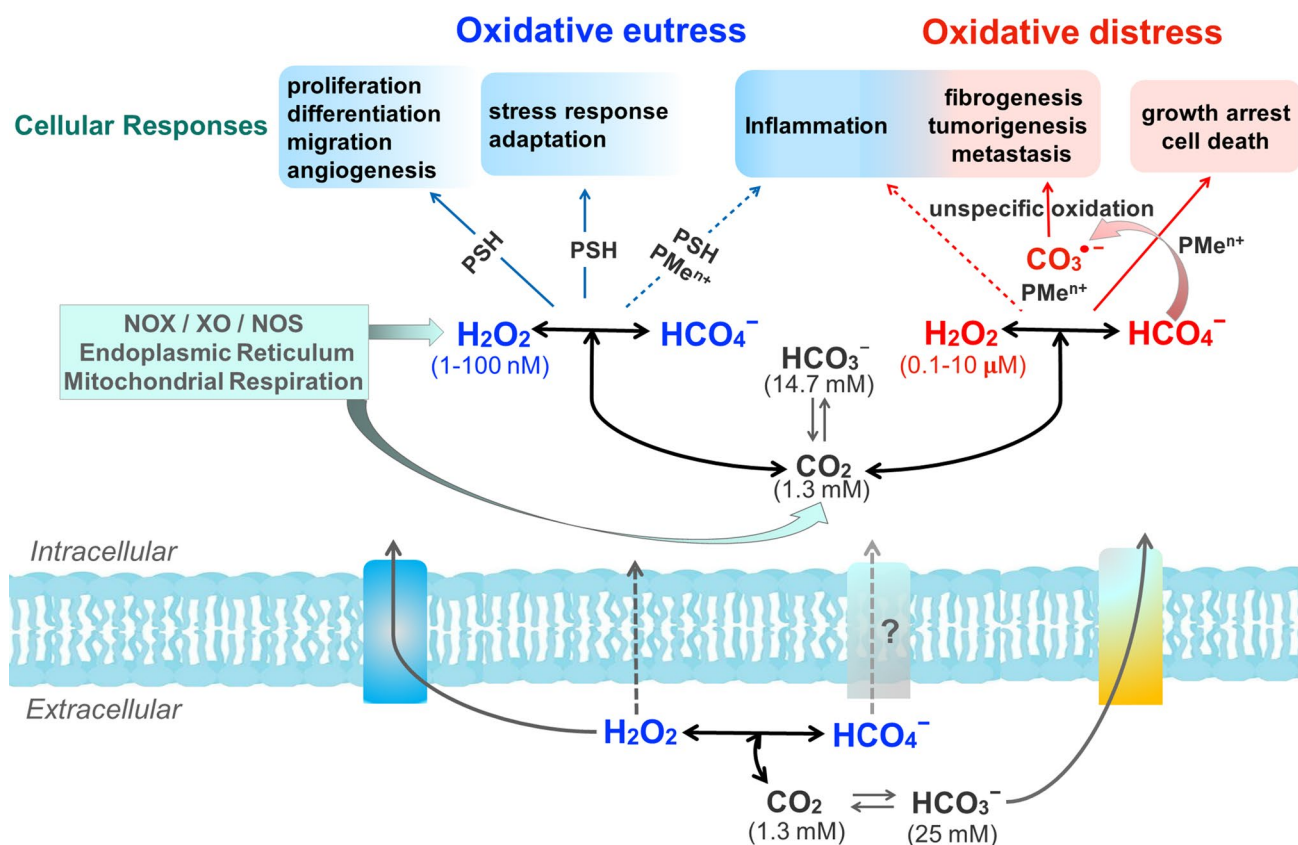 Oxidative eutress
Oxidative distress
Cellular Responses
proliferation
differentiation
migration
angiogenesis
stress response
adaptation
Inflammation
fibrogenesis
tumorigenesis
metastasis
growth arrest
cell death
PSH
PSH
PSH
PMeⁿ⁺
unspecific oxidation
CO₃•⁻
PMeⁿ⁺
PMeⁿ⁺
NOX / XO / NOS
Endoplasmic Reticulum
Mitochondrial Respiration
H₂O₂
(1-100 nM)
HCO₄⁻
HCO₃⁻
(14.7 mM)
H₂O₂
(0.1-10 μM)
HCO₄⁻
CO₂
(1.3 mM)
Intracellular
?
Extracellular
H₂O₂
HCO₄⁻
CO₂
(1.3 mM)
HCO₃⁻
(25 mM)